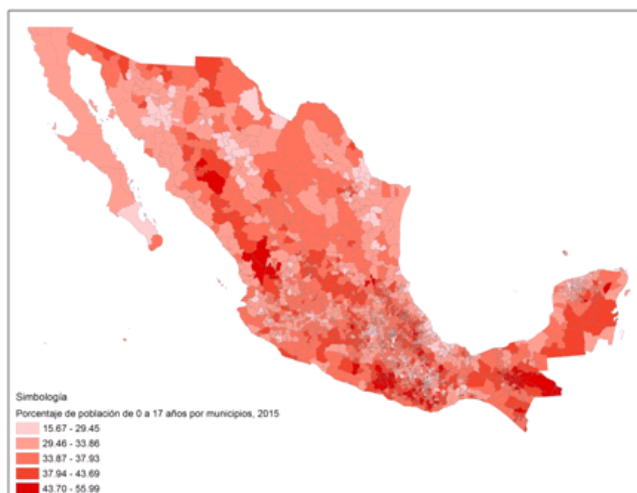 Simbología
Porcentaje de población de 0 a 17 años por municipios, 2015
15.67 - 29.45
29.46 - 33.86
33.87 - 37.93
37.94 - 43.69
43.70 - 55.99